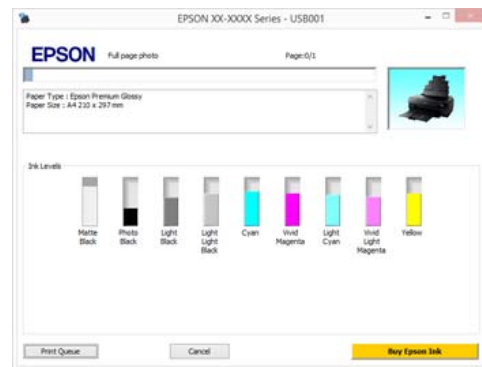 EPSON XX-XXXX Series - USB001
EPSON Full page photo Page:0/1
Paper Type : Epson Premium Glossy
Paper Size : A4 210 x 297 mm
Ink Levels
Matte Black
Photo Black
Light Black
Light Light Black
Cyan
Vivid Magenta
Light Cyan
Vivid Light Magenta
Yellow
Print Queue Cancel Buy Epson Ink